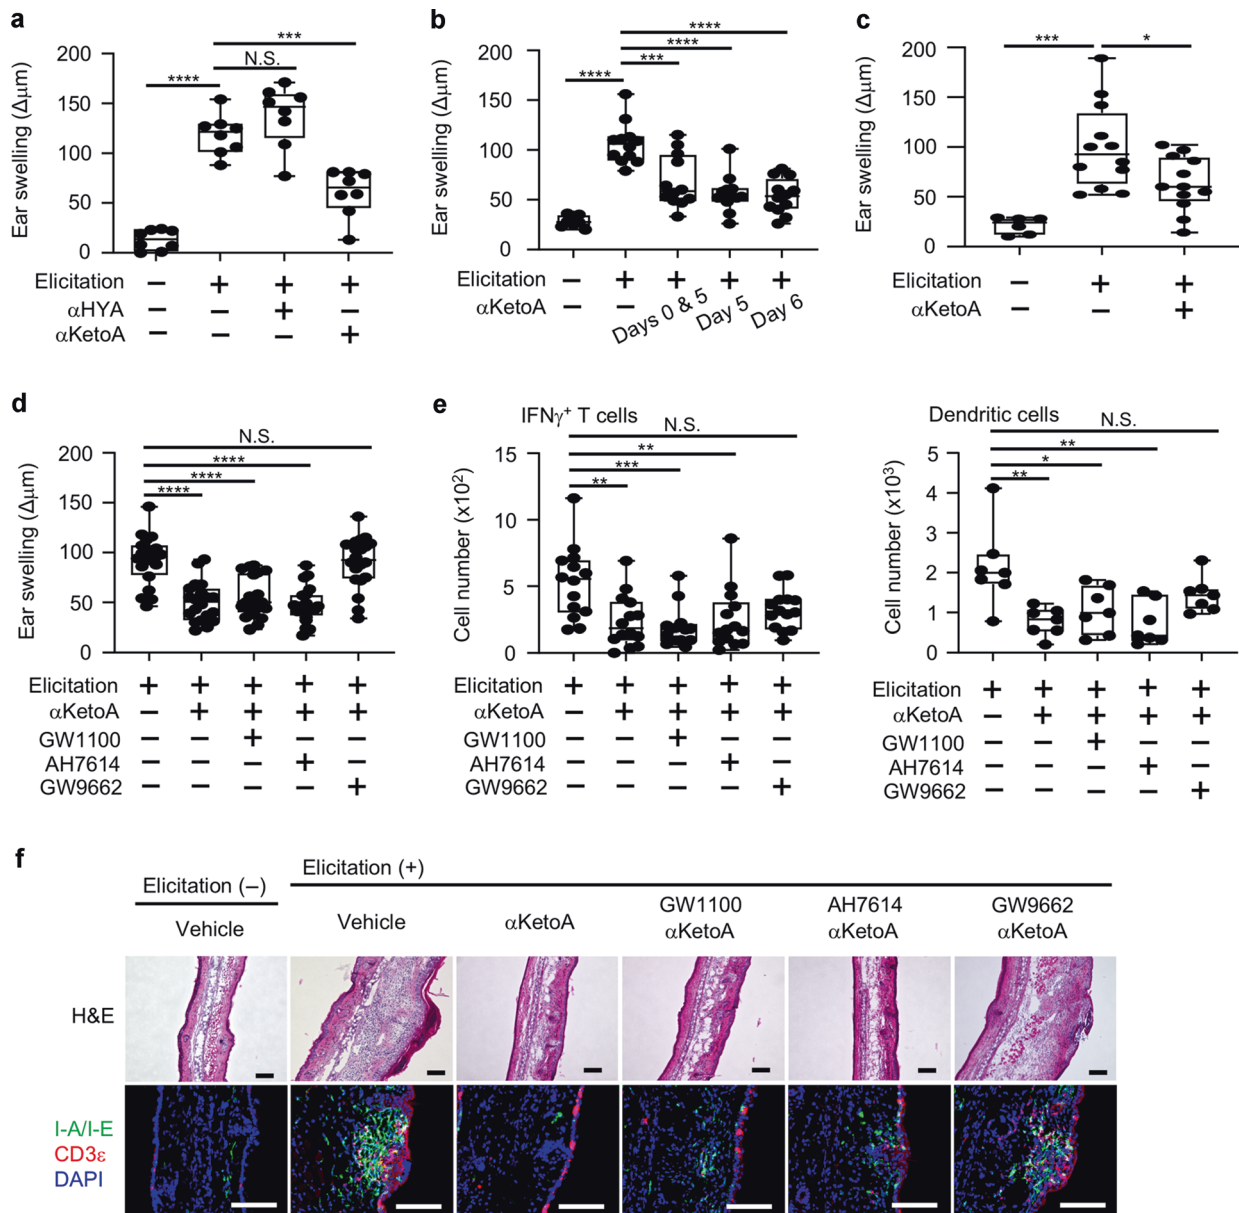 a
Ear swelling (Δμm)
200
150
100
50
0
****
N.S.
***
Elicitation – + + +
αHYA – – + –
αKetoA – – – +
b
Ear swelling (Δμm)
200
150
100
50
0
****
***
****
****
Elicitation – + + + +
αKetoA – – Days 0 & 5 Day 5 Day 6
c
Ear swelling (Δμm)
200
150
100
50
0
***
*
Elicitation – + +
αKetoA – – +
d
Ear swelling (Δμm)
200
150
100
50
0
N.S.
****
****
****
Elicitation + + + + +
αKetoA – + + + +
GW1100 – – + – –
AH7614 – – – + –
GW9662 – – – – +
e
IFNγ+ T cells
Cell number (x10²)
15
10
5
0
N.S.
**
***
**
Elicitation + + + + +
αKetoA – + + + +
GW1100 – – + – –
AH7614 – – – + –
GW9662 – – – – +
Dendritic cells
Cell number (x10³)
5
4
3
2
1
0
N.S.
**
*
**
Elicitation + + + + +
αKetoA – + + + +
GW1100 – – + – –
AH7614 – – – + –
GW9662 – – – – +
f
Elicitation (–)
Elicitation (+)
Vehicle
Vehicle
αKetoA
GW1100
αKetoA
AH7614
αKetoA
GW9662
αKetoA
H&E
I-A/I-E
CD3ε
DAPI